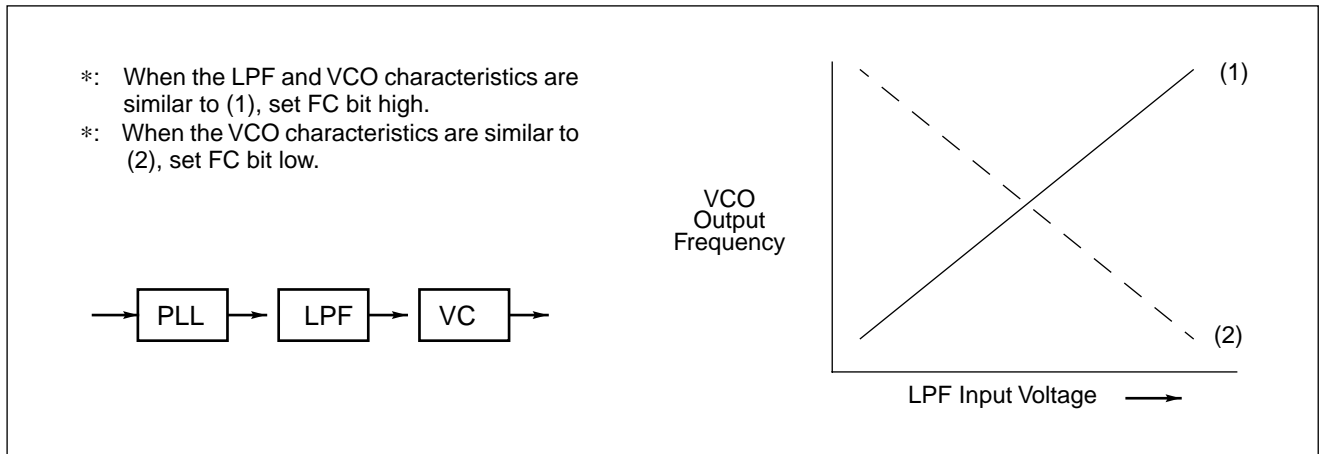 *: When the LPF and VCO characteristics are
similar to (1), set FC bit high.
*: When the VCO characteristics are similar to
(2), set FC bit low.
PLL
LPF
VC
VCO
Output
Frequency
(1)
(2)
LPF Input Voltage